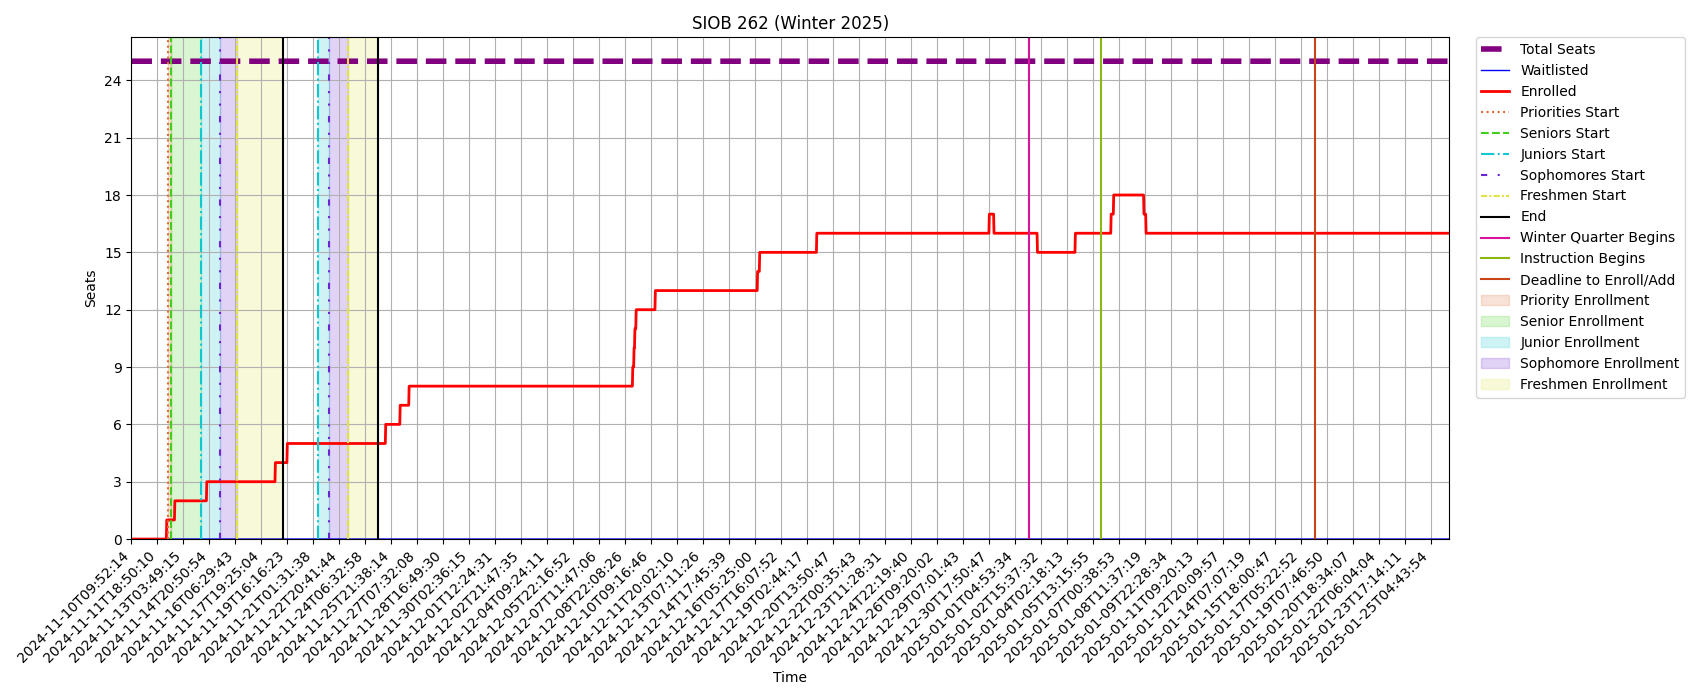 SIOB 262 (Winter 2025)
Seats
24
21
18
15
12
9
6
3
0
2024-11-10T09:52:14
2024-11-11T18:50:10
2024-11-13T03:49:15
2024-11-14T20:50:54
2024-11-16T06:29:43
2024-11-17T19:25:04
2024-11-19T16:16:23
2024-11-21T01:31:38
2024-11-22T20:41:44
2024-11-24T06:32:58
2024-11-25T21:38:14
2024-11-27T07:32:08
2024-11-28T16:49:30
2024-11-30T02:36:15
2024-12-01T12:24:31
2024-12-02T21:47:35
2024-12-04T09:24:11
2024-12-05T22:16:52
2024-12-07T11:47:06
2024-12-08T22:08:26
2024-12-10T09:16:46
2024-12-11T20:02:10
2024-12-13T07:11:26
2024-12-14T17:45:39
2024-12-16T05:25:00
2024-12-17T16:07:52
2024-12-19T02:44:17
2024-12-20T13:50:47
2024-12-22T00:35:43
2024-12-23T11:28:31
2024-12-24T22:19:40
2024-12-26T09:20:02
2024-12-29T07:01:43
2024-12-30T17:50:47
2025-01-01T04:53:34
2025-01-02T15:37:32
2025-01-04T02:18:13
2025-01-05T13:15:55
2025-01-07T00:38:53
2025-01-08T11:37:19
2025-01-09T22:28:34
2025-01-11T09:20:13
2025-01-12T20:09:57
2025-01-14T07:07:19
2025-01-15T18:00:47
2025-01-17T05:22:52
2025-01-19T07:46:50
2025-01-20T18:34:07
2025-01-22T06:04:04
2025-01-23T17:14:11
2025-01-25T04:43:54
Time
Total Seats
Waitlisted
Enrolled
Priorities Start
Seniors Start
Juniors Start
Sophomores Start
Freshmen Start
End
Winter Quarter Begins
Instruction Begins
Deadline to Enroll/Add
Priority Enrollment
Senior Enrollment
Junior Enrollment
Sophomore Enrollment
Freshmen Enrollment